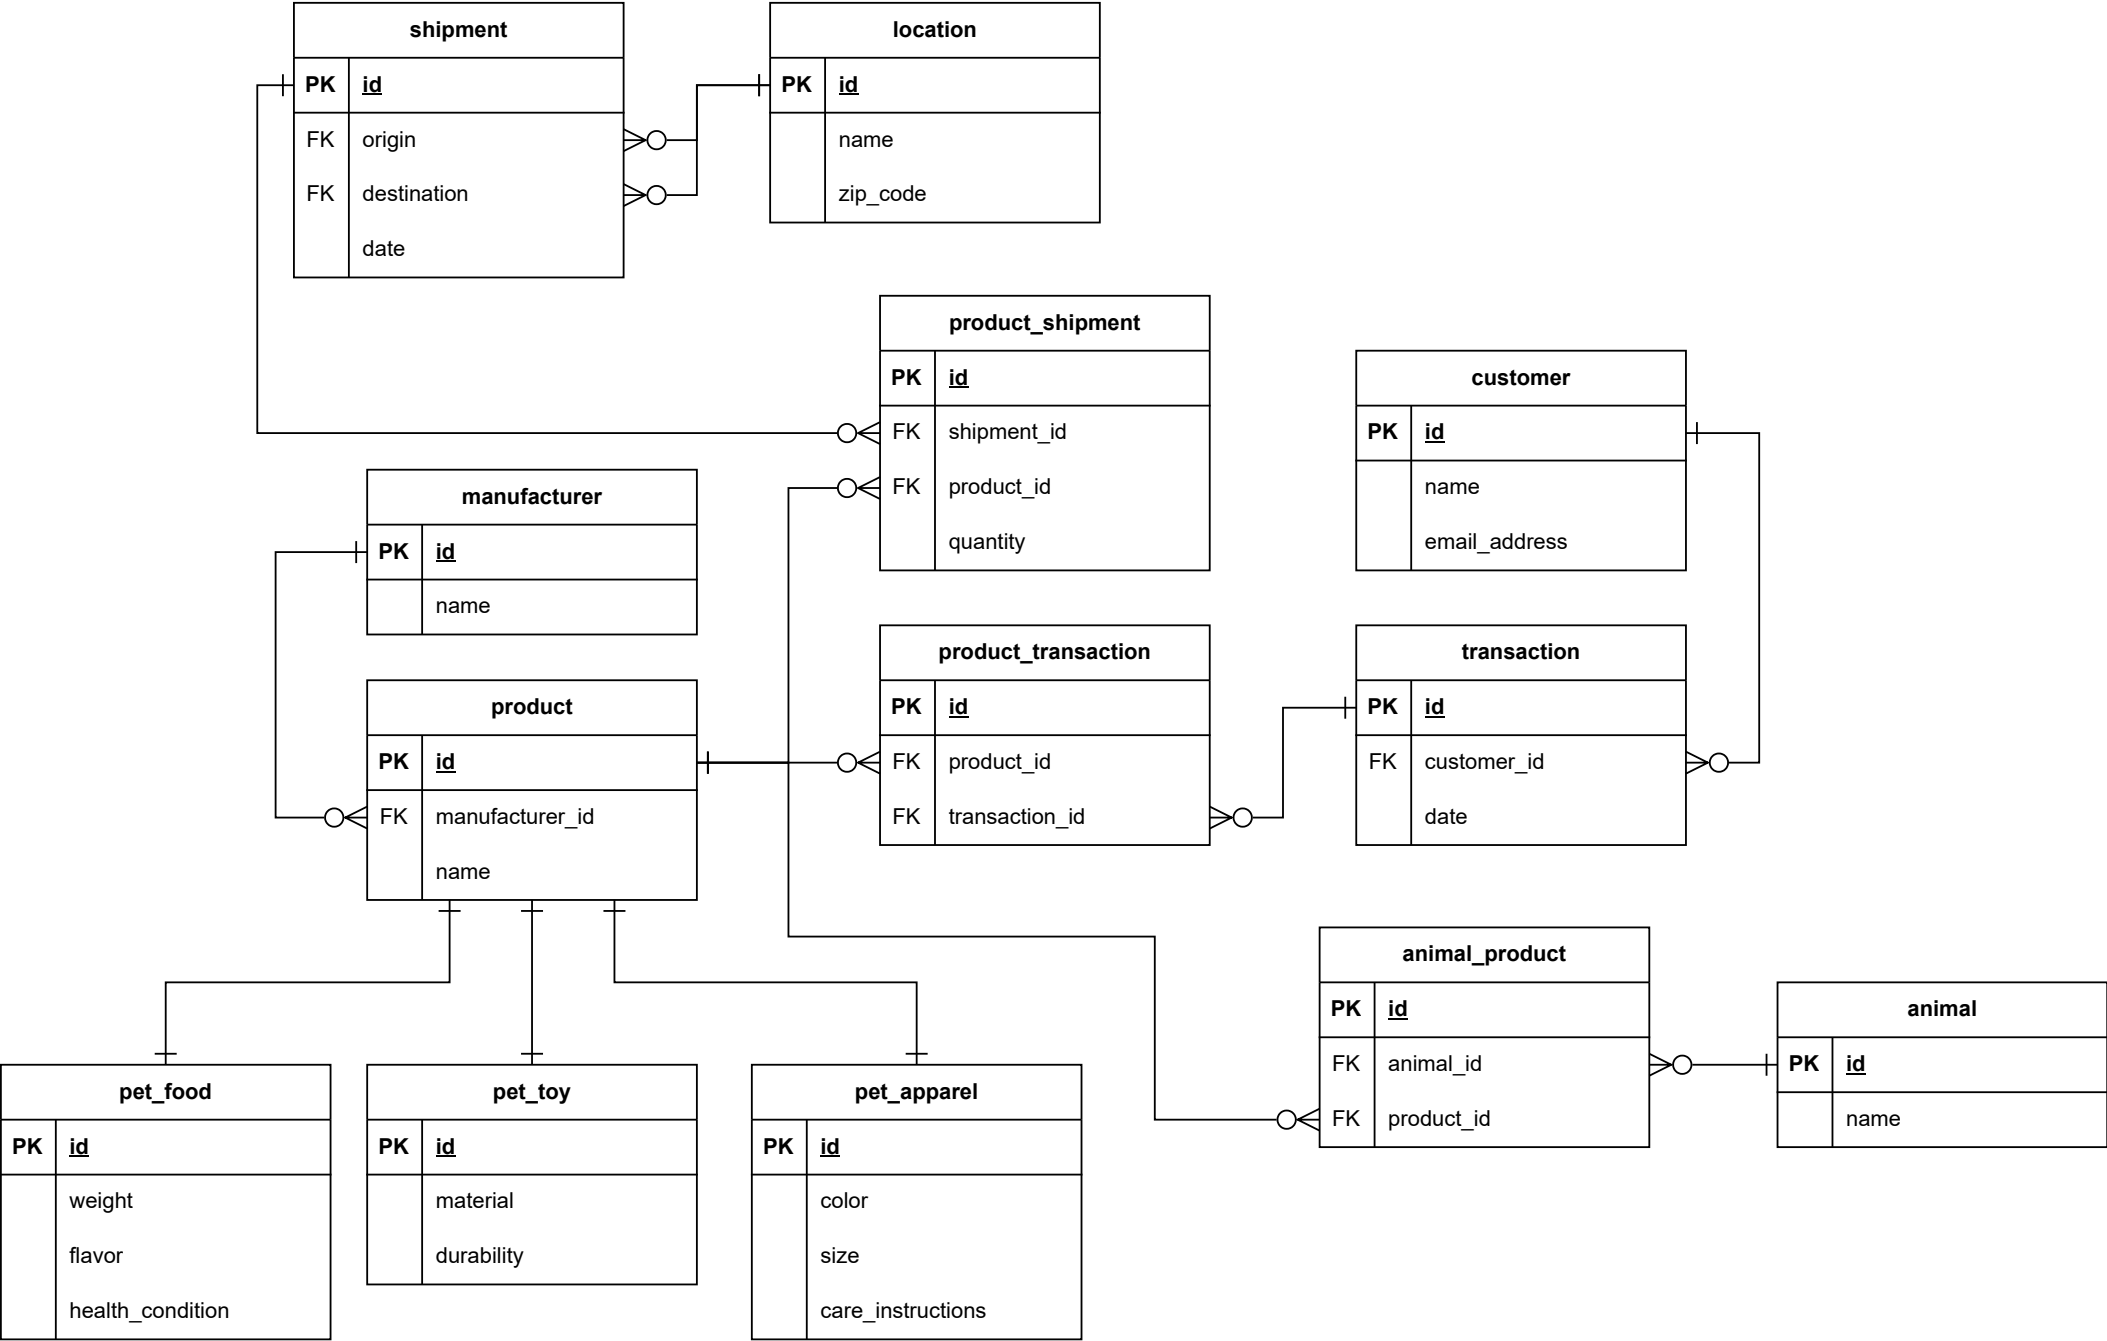 shipment
PK id
FK origin
FK destination
date
location
PK id
name
zip_code
product_shipment
PK id
FK shipment_id
FK product_id
quantity
customer
PK id
name
email_address
manufacturer
PK id
name
product_transaction
PK id
FK product_id
FK transaction_id
transaction
PK id
FK customer_id
date
product
PK id
FK manufacturer_id
name
animal_product
PK id
FK animal_id
FK product_id
animal
PK id
name
pet_food
PK id
weight
flavor
health_condition
pet_toy
PK id
material
durability
pet_apparel
PK id
color
size
care_instructions